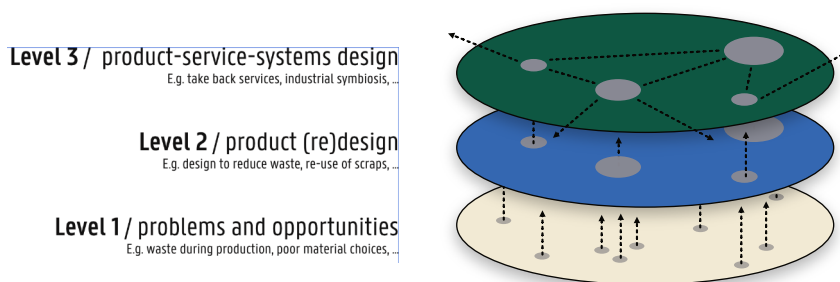 Level 3 / product-service-systems design
E.g. take back services, industrial symbiosis, ...
Level 2 / product (re)design
E.g. design to reduce waste, re-use of scraps, ...
Level 1 / problems and opportunities
E.g. waste during production, poor material choices, ...